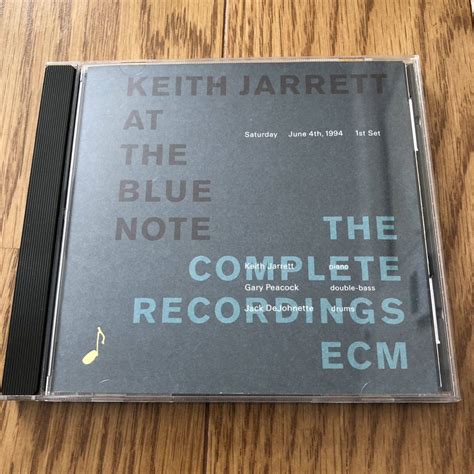 KEITH JARRETT
AT
THE
BLUE
NOTE
Saturday June 4th, 1994 1st Set
THE
COMPLETE
RECORDINGS
ECM
Keith Jarrett piano
Gary Peacock double-bass
Jack DeJohnette drums